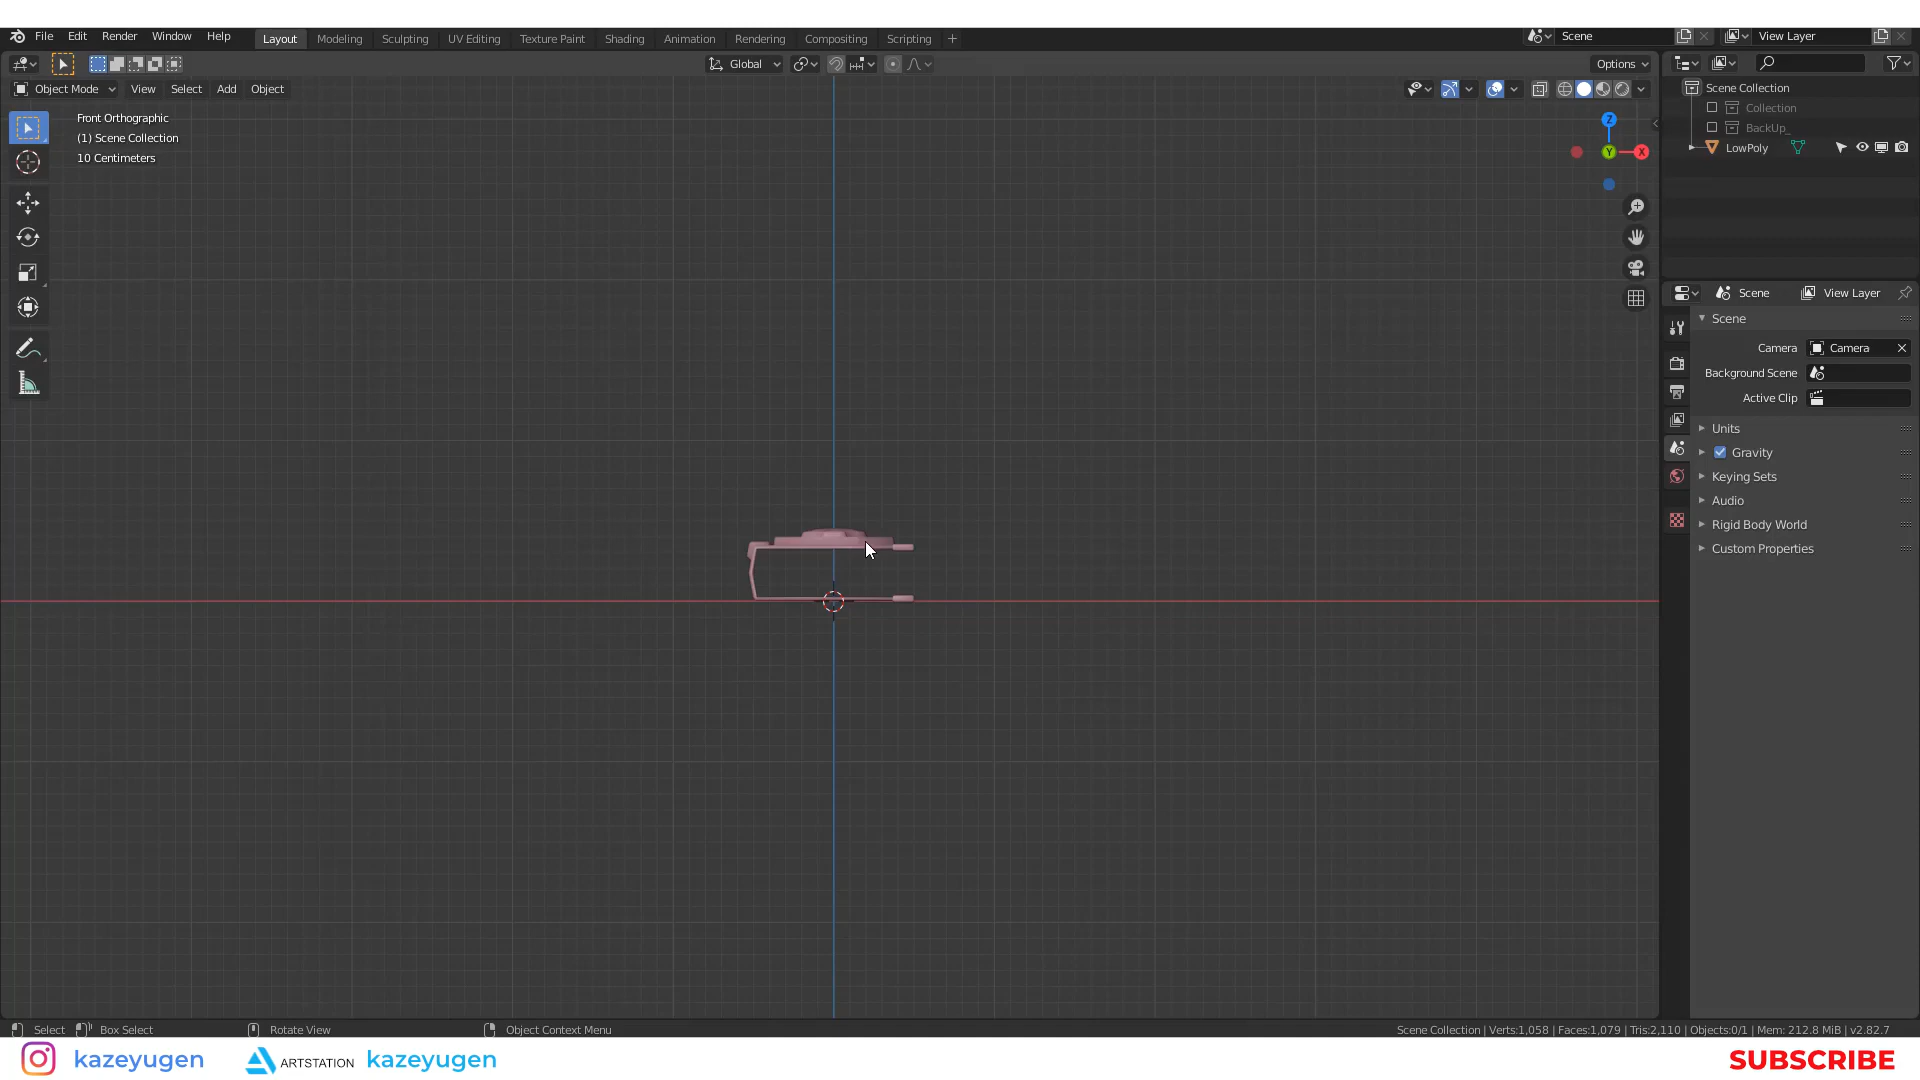 File Edit Render Window Help Layout Modeling Sculpting UV Editing Texture Paint Shading Animation Rendering Compositing Scripting + Scene View Layer
Global Options
Object Mode View Select Add Object
Front Orthographic
(1) Scene Collection
10 Centimeters
Z
Y
X
Scene Collection
Collection
BackUp_
LowPoly
Scene View Layer
Scene
Camera Camera
Background Scene
Active Clip
Units
Gravity
Keying Sets
Audio
Rigid Body World
Custom Properties
Select Box Select Rotate View Object Context Menu Scene Collection | Verts:1,058 | Faces:1,079 | Tris:2,110 | Objects:0/1 | Mem: 212.8 MiB | v2.82.7
kazeyugen ARTSTATION kazeyugen SUBSCRIBE